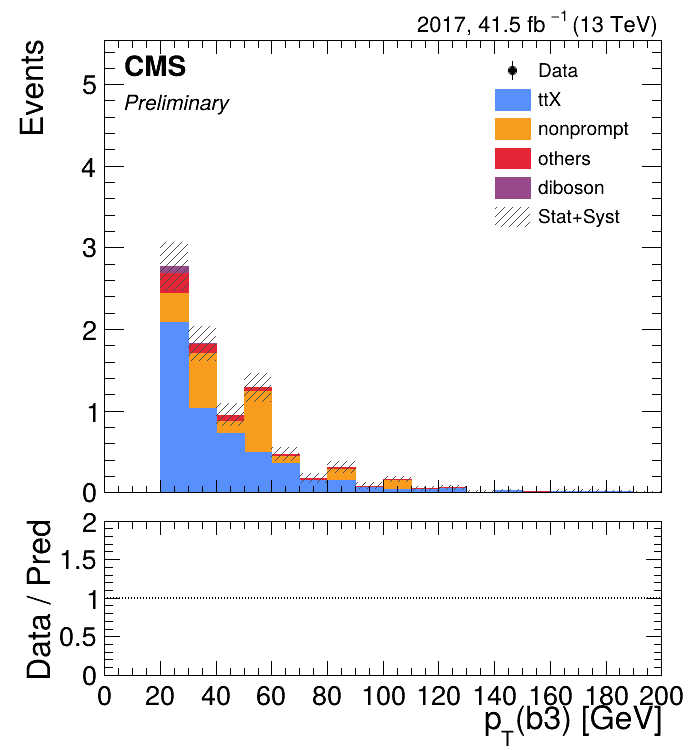 2017, 41.5 fb⁻¹ (13 TeV)
CMS
Preliminary
Events
Data
ttX
nonprompt
others
diboson
Stat+Syst
5
4
3
2
1
0
Data / Pred
2
1.5
1
0.5
0
0 20 40 60 80 100 120 140 160 180 200
p_T(b3) [GeV]